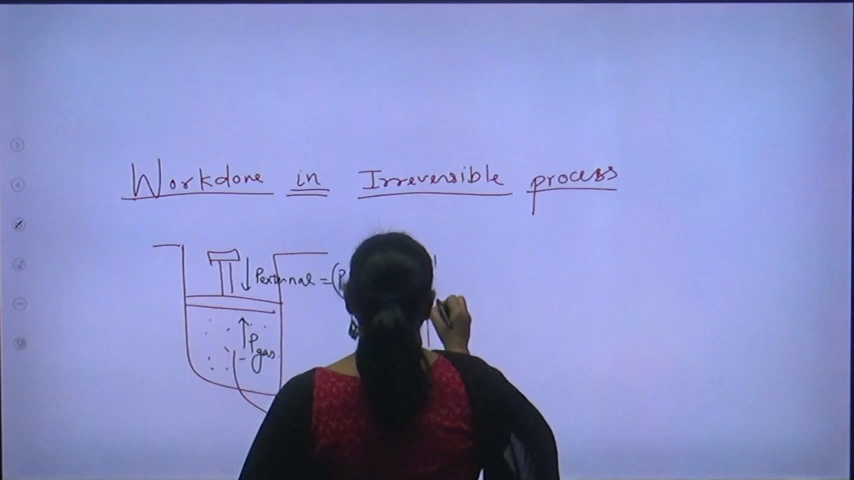 Workdone in Irreversible process
Pexternal = (P
Pgas